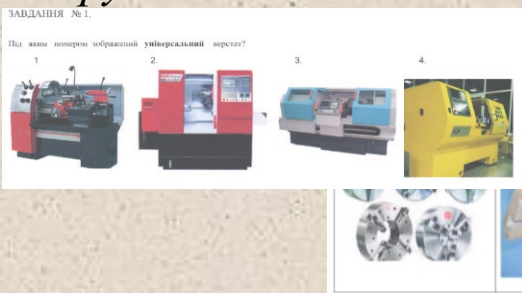 ЗАВДАННЯ № 1.
Під яким номером зображений універсальний верстат?
1 2. 3. 4.